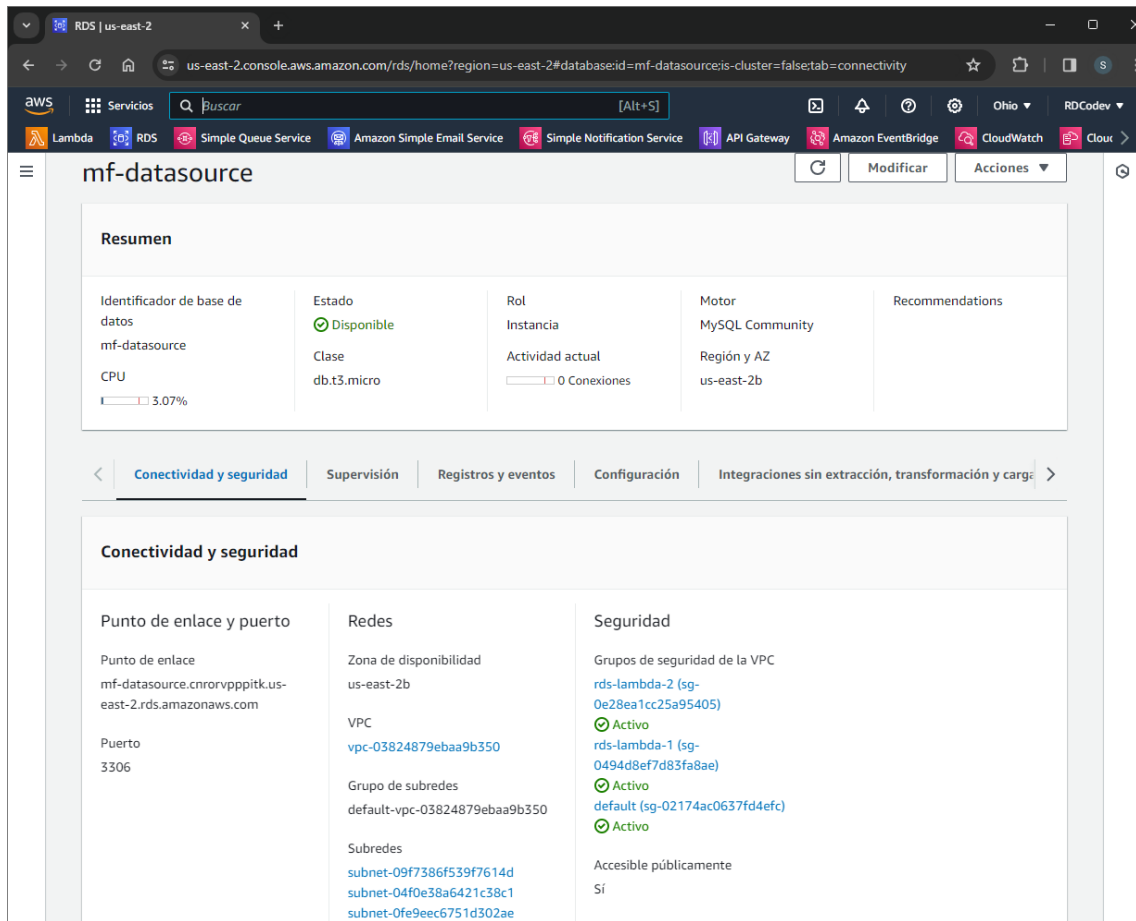 RDS | us-east-2
us-east-2.console.aws.amazon.com/rds/home?region=us-east-2#database:id=mf-datasource;is-cluster=false;tab=connectivity
S
aws
Servicios
Buscar
[Alt+S]
Ohio
RDCodev
Lambda
RDS
Simple Queue Service
Amazon Simple Email Service
Simple Notification Service
API Gateway
Amazon EventBridge
CloudWatch
mf-datasource
Modificar
Acciones
Resumen
Identificador de base de
datos
mf-datasource
CPU
3.07%
Estado
Disponible
Clase
db.t3.micro
Rol
Instancia
Actividad actual
0 Conexiones
Motor
MySQL Community
Región y AZ
us-east-2b
Recommendations
Conectividad y seguridad
Supervisión
Registros y eventos
Configuración
Integraciones sin extracción, transformación y carga
Conectividad y seguridad
Punto de enlace y puerto
Punto de enlace
mf-datasource.cnrorvpppitk.us-
east-2.rds.amazonaws.com
Puerto
3306
Redes
Zona de disponibilidad
us-east-2b
VPC
vpc-03824879ebaa9b350
Grupo de subredes
default-vpc-03824879ebaa9b350
Subredes
subnet-09f7386f539f7614d
subnet-04f0e38a6421c38c1
subnet-0fe9eec6751d302ae
Seguridad
Grupos de seguridad de la VPC
rds-lambda-2 (sg-
0e28ea1cc25a95405)
Activo
rds-lambda-1 (sg-
0494d8ef7d83fa8ae)
Activo
default (sg-02174ac0637fd4efc)
Activo
Accesible públicamente
Sí